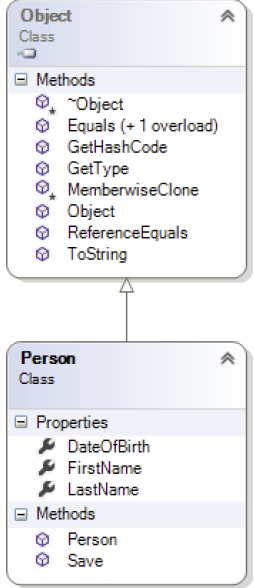 Object
Class
Methods
~Object
Equals (+ 1 overload)
GetHashCode
GetType
MemberwiseClone
Object
ReferenceEquals
ToString
Person
Class
Properties
DateOfBirth
FirstName
LastName
Methods
Person
Save